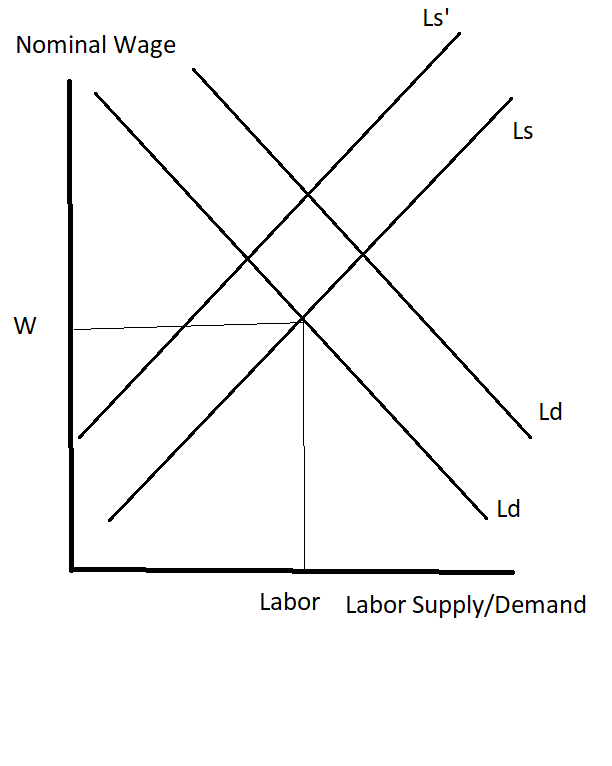 Ls'
Nominal Wage
Ls
W
Ld
Ld
Labor
Labor Supply/Demand